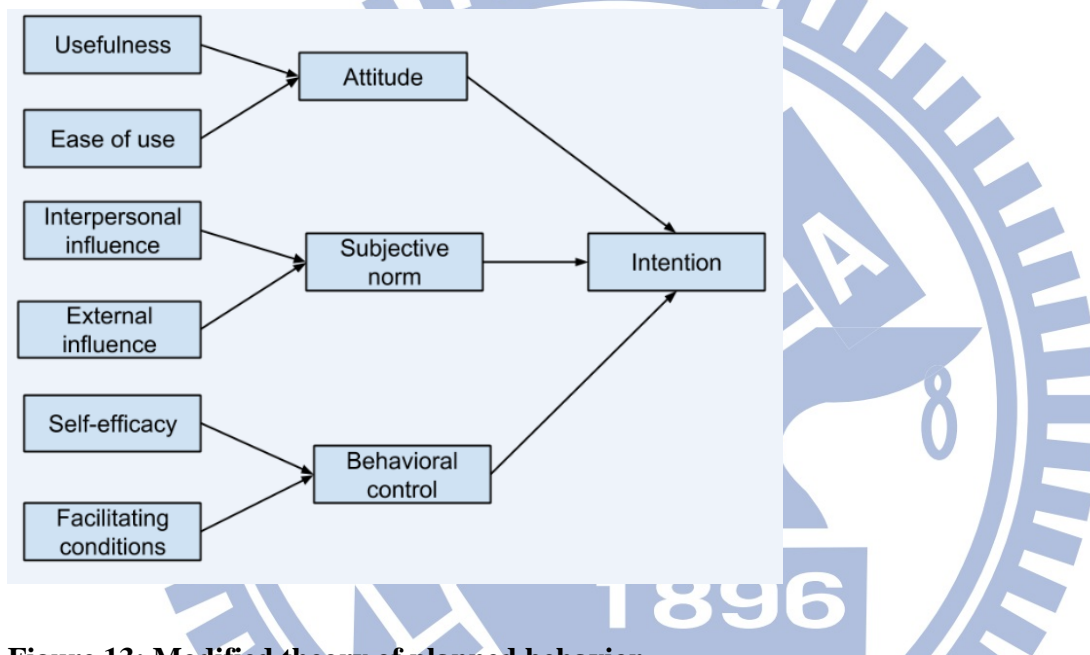 Usefulness
Attitude
Ease of use
Interpersonal
influence
Subjective
norm
Intention
External
influence
Self-efficacy
Behavioral
control
Facilitating
conditions
A
8
1896
Figure 13: Modified theory of planned behavior